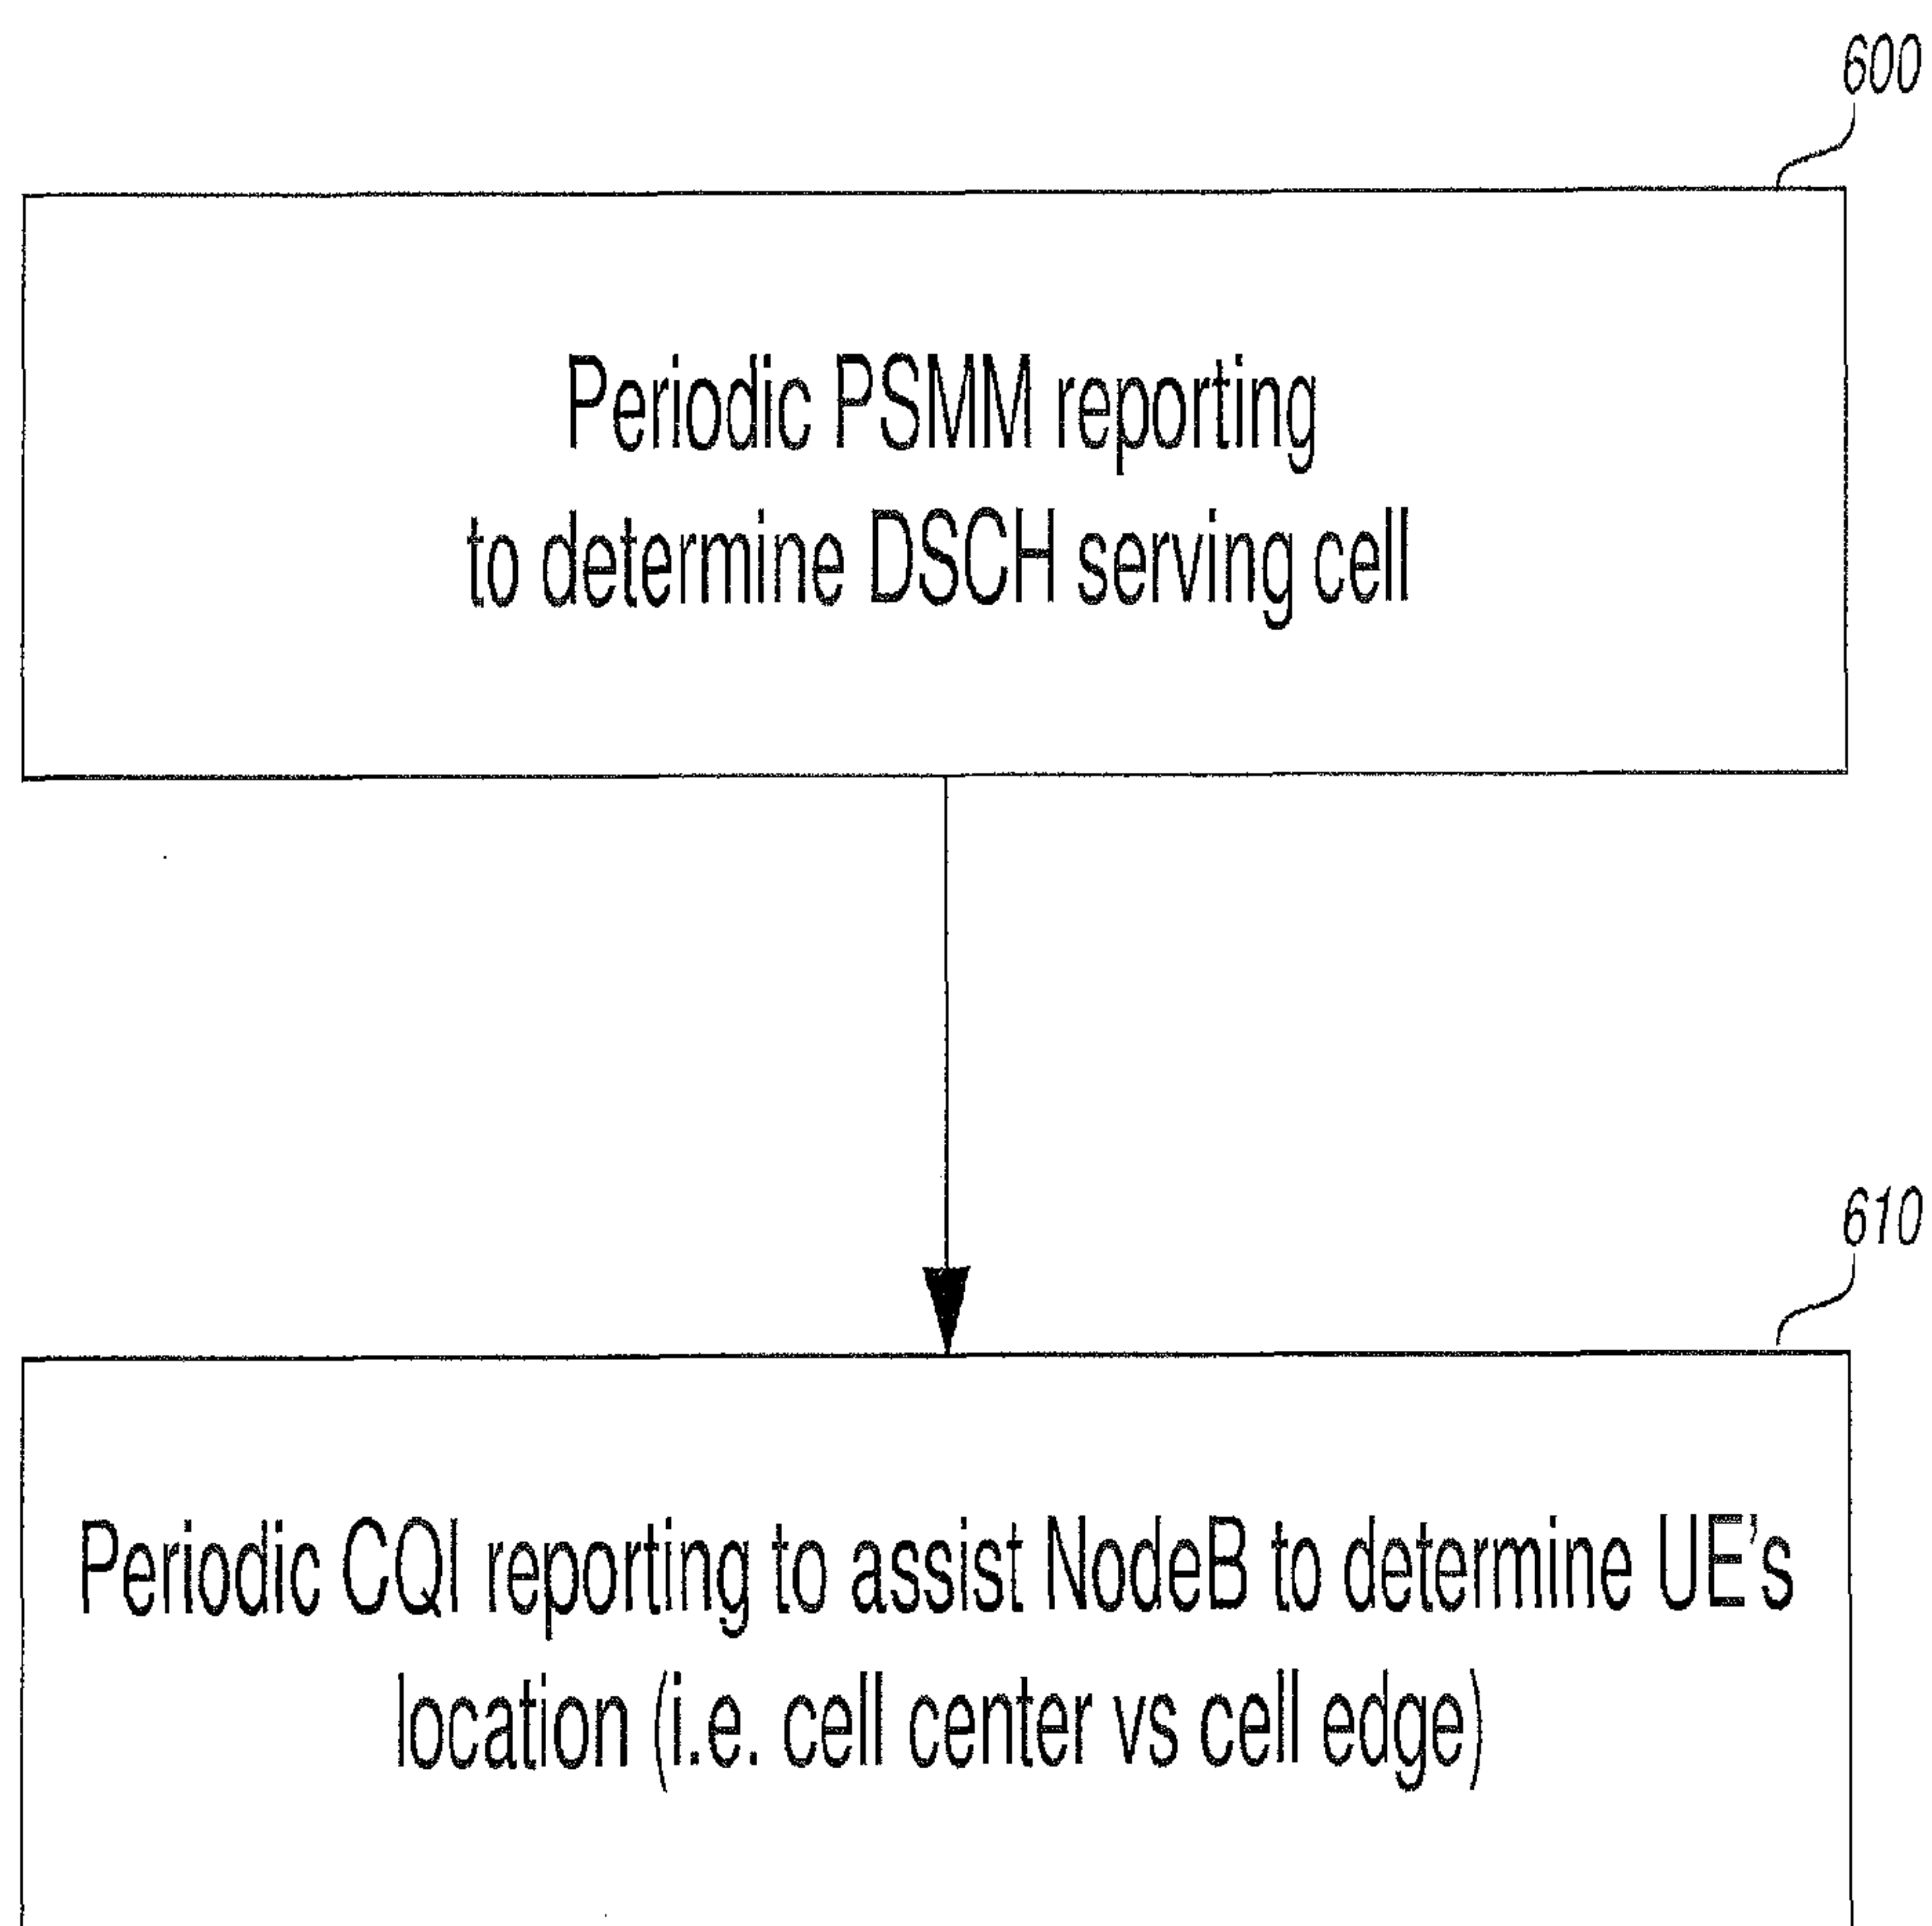 600
Periodic PSMM reporting
to determine DSCH serving cell
610
Periodic CQI reporting to assist NodeB to determine UE's
location (i.e. cell center vs cell edge)